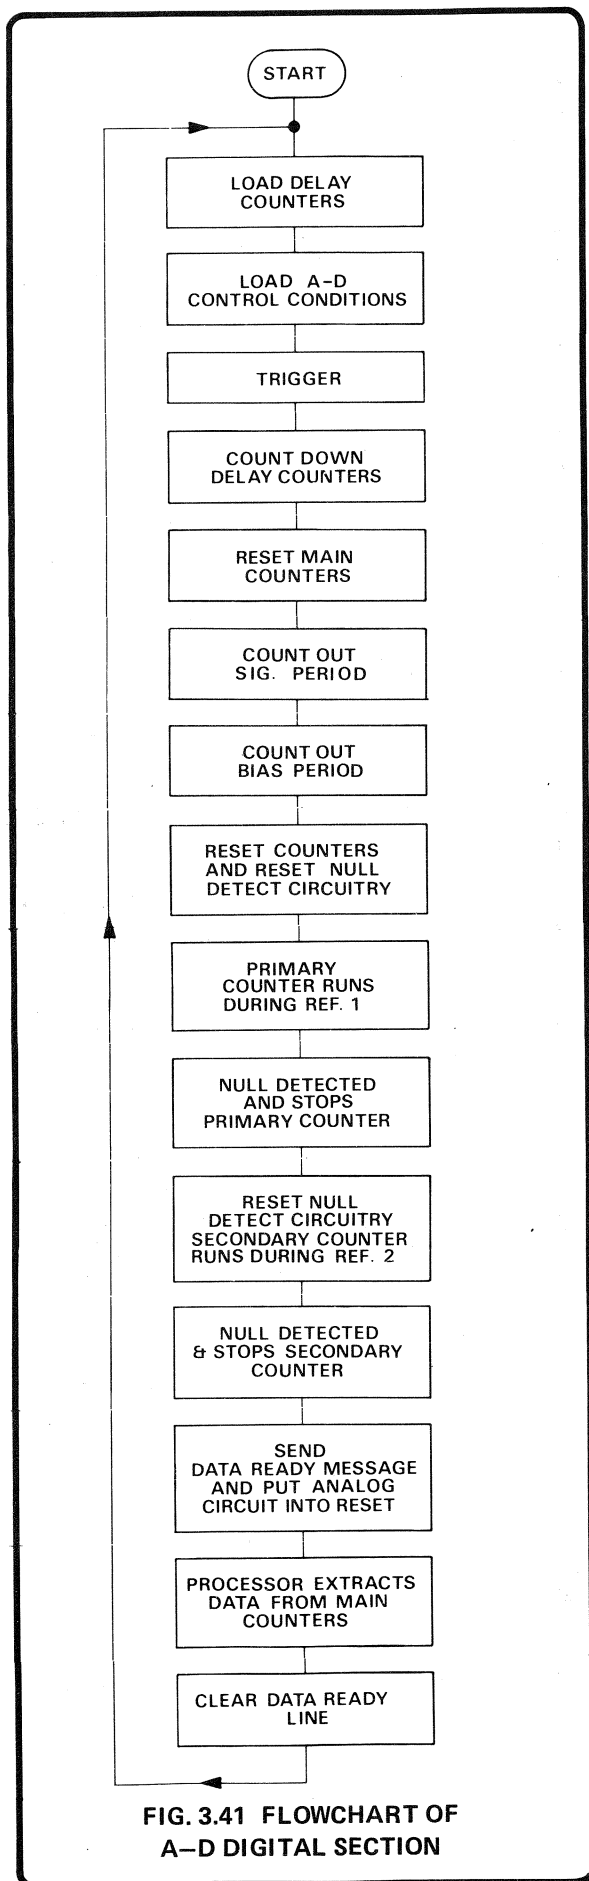 START
LOAD DELAY
COUNTERS
LOAD A-D
CONTROL CONDITIONS
TRIGGER
COUNT DOWN
DELAY COUNTERS
RESET MAIN
COUNTERS
COUNT OUT
SIG. PERIOD
COUNT OUT
BIAS PERIOD
RESET COUNTERS
AND RESET NULL
DETECT CIRCUITRY
PRIMARY
COUNTER RUNS
DURING REF. 1
NULL DETECTED
AND STOPS
PRIMARY COUNTER
RESET NULL
DETECT CIRCUITRY
SECONDARY COUNTER
RUNS DURING REF. 2
NULL DETECTED
& STOPS SECONDARY
COUNTER
SEND
DATA READY MESSAGE
AND PUT ANALOG
CIRCUIT INTO RESET
PROCESSOR EXTRACTS
DATA FROM MAIN
COUNTERS
CLEAR DATA READY
LINE
FIG. 3.41 FLOWCHART OF
A–D DIGITAL SECTION